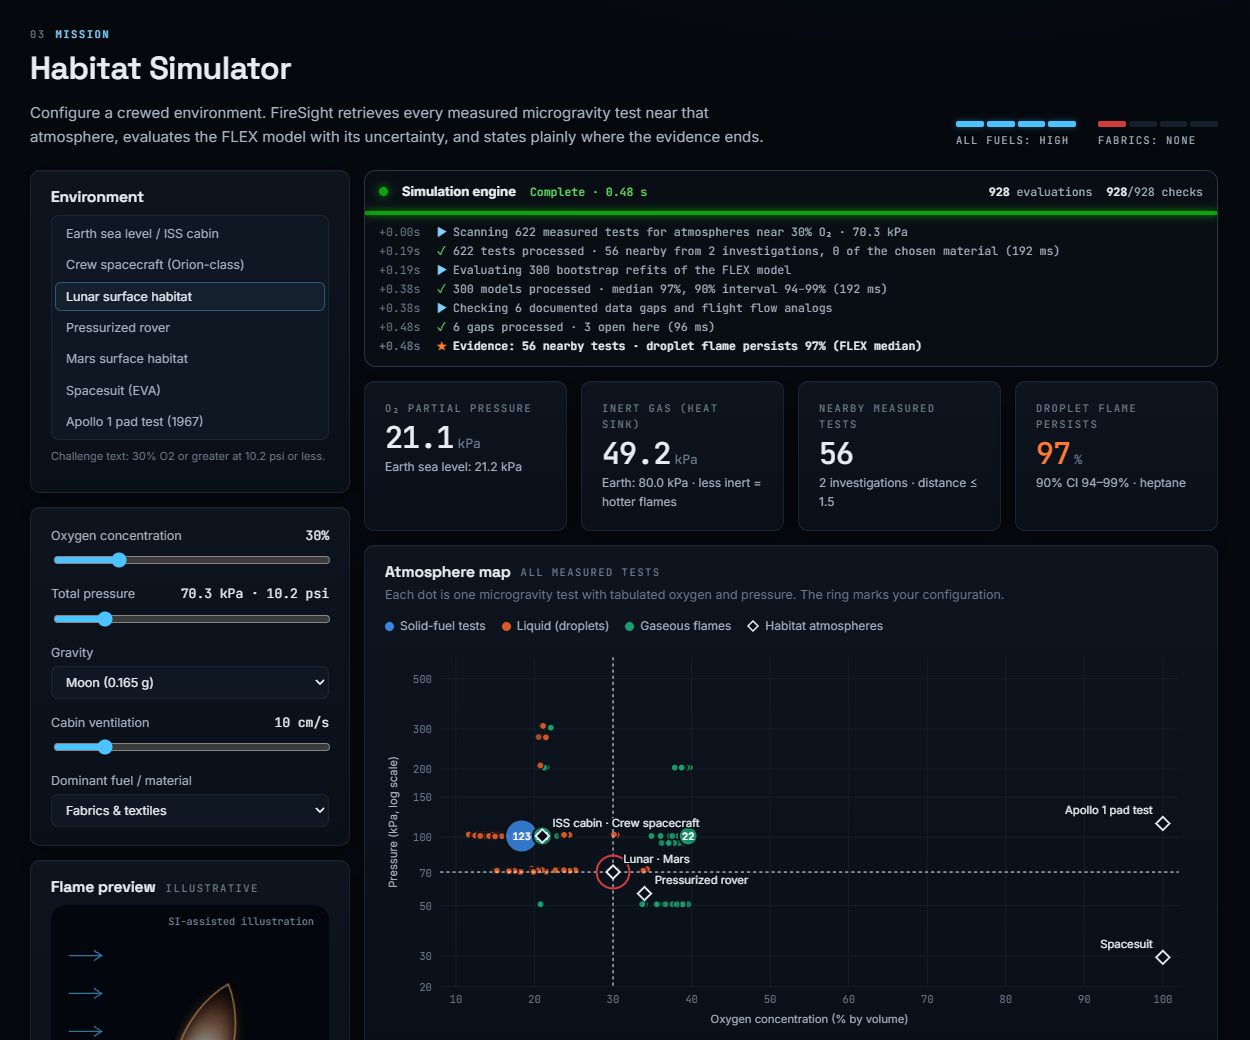 03 MISSION
Habitat Simulator
Configure a crewed environment. FireSight retrieves every measured microgravity test near that
atmosphere, evaluates the FLEX model with its uncertainty, and states plainly where the evidence ends.
ALL FUELS: HIGH
FABRICS: NONE
Environment
Earth sea level / ISS cabin
Crew spacecraft (Orion-class)
Lunar surface habitat
Pressurized rover
Mars surface habitat
Spacesuit (EVA)
Apollo 1 pad test (1967)
Challenge text: 30% O2 or greater at 10.2 psi or less.
Oxygen concentration 30%
Total pressure 70.3 kPa · 10.2 psi
Gravity
Moon (0.165 g)
Cabin ventilation 10 cm/s
Dominant fuel / material
Fabrics & textiles
Flame preview ILLUSTRATIVE
SI-assisted illustration
Simulation engine Complete · 0.48 s 928 evaluations 928/928 checks
+0.00s ▶ Scanning 622 measured tests for atmospheres near 30% O₂ · 70.3 kPa
+0.19s ✓ 622 tests processed · 56 nearby from 2 investigations, 0 of the chosen material (192 ms)
+0.19s ▶ Evaluating 300 bootstrap refits of the FLEX model
+0.38s ✓ 300 models processed · median 97%, 90% interval 94–99% (192 ms)
+0.38s ▶ Checking 6 documented data gaps and flight flow analogs
+0.48s ✓ 6 gaps processed · 3 open here (96 ms)
+0.48s ★ Evidence: 56 nearby tests · droplet flame persists 97% (FLEX median)
O₂ PARTIAL PRESSURE
21.1 kPa
Earth sea level: 21.2 kPa
INERT GAS (HEAT
SINK)
49.2 kPa
Earth: 80.0 kPa · less inert =
hotter flames
NEARBY MEASURED
TESTS
56
2 investigations · distance ≤
1.5
DROPLET FLAME
PERSISTS
97 %
90% CI 94–99% · heptane
Atmosphere map ALL MEASURED TESTS
Each dot is one microgravity test with tabulated oxygen and pressure. The ring marks your configuration.
Solid-fuel tests
Liquid (droplets)
Gaseous flames
Habitat atmospheres
Pressure (kPa, log scale)
500
300
200
150
100
70
50
30
20
Apollo 1 pad test
ISS cabin · Crew spacecraft
123
22
Lunar · Mars
Pressurized rover
Spacesuit
10 20 30 40 50 60 70 80 90 100
Oxygen concentration (% by volume)